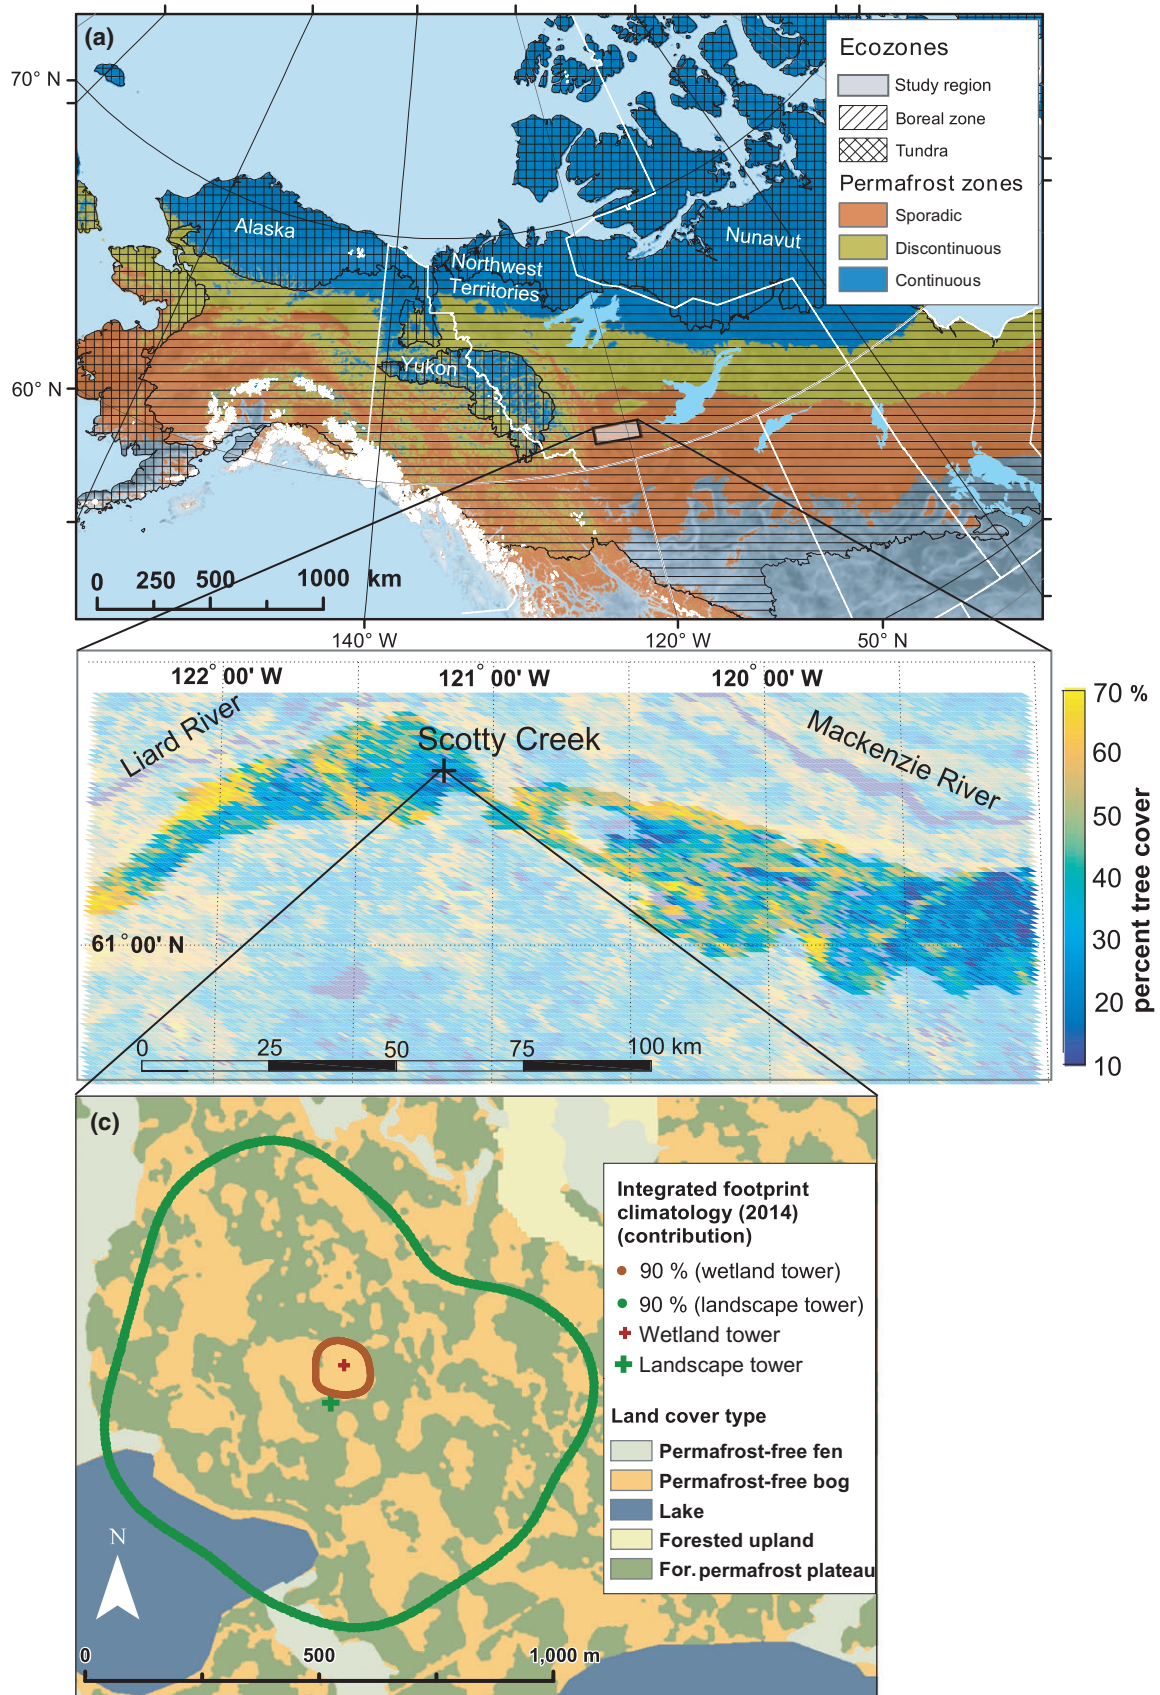 (a)
70° N
60° N
Ecozones
Study region
Boreal zone
Tundra
Permafrost zones
Sporadic
Discontinuous
Continuous
Alaska
Northwest
Territories
Nunavut
Yukon
0 250 500 1000 km
140° W 120° W 50° N
122° 00' W 121° 00' W 120° 00' W
Liard River
Scotty Creek
Mackenzie River
61° 00' N
0 25 50 75 100 km
70 %
60
50
40
30
20
10
percent tree cover
(c)
Integrated footprint
climatology (2014)
(contribution)
90 % (wetland tower)
90 % (landscape tower)
Wetland tower
Landscape tower
Land cover type
Permafrost-free fen
Permafrost-free bog
Lake
Forested upland
For. permafrost plateau
N
0 500 1,000 m